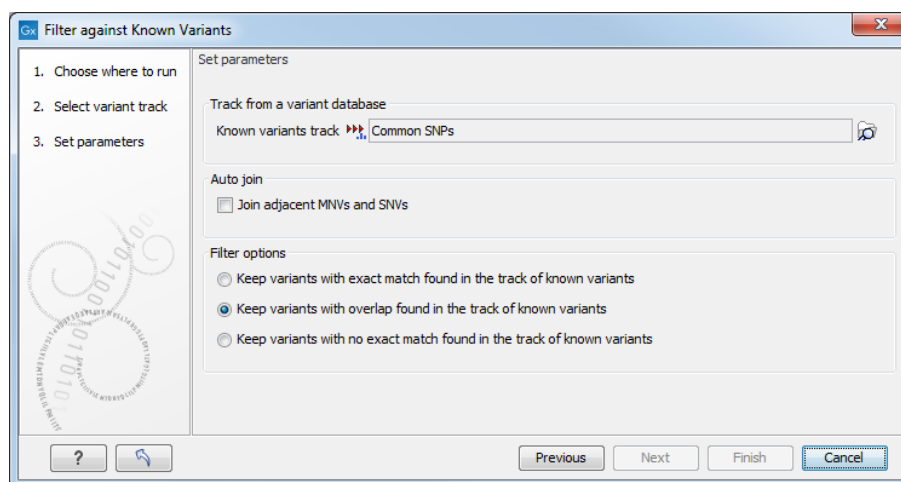 Gx Filter against Known Variants
1. Choose where to run
2. Select variant track
3. Set parameters
Set parameters
Track from a variant database
Known variants track Common SNPs
Auto join
Join adjacent MNVs and SNVs
Filter options
Keep variants with exact match found in the track of known variants
Keep variants with overlap found in the track of known variants
Keep variants with no exact match found in the track of known variants
? Previous Next Finish Cancel